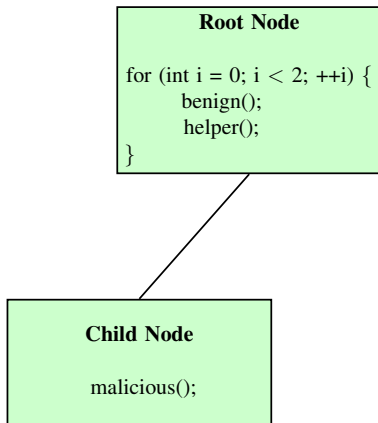 Root Node
for (int i = 0; i < 2; ++i) {
benign();
helper();
}
Child Node
malicious();